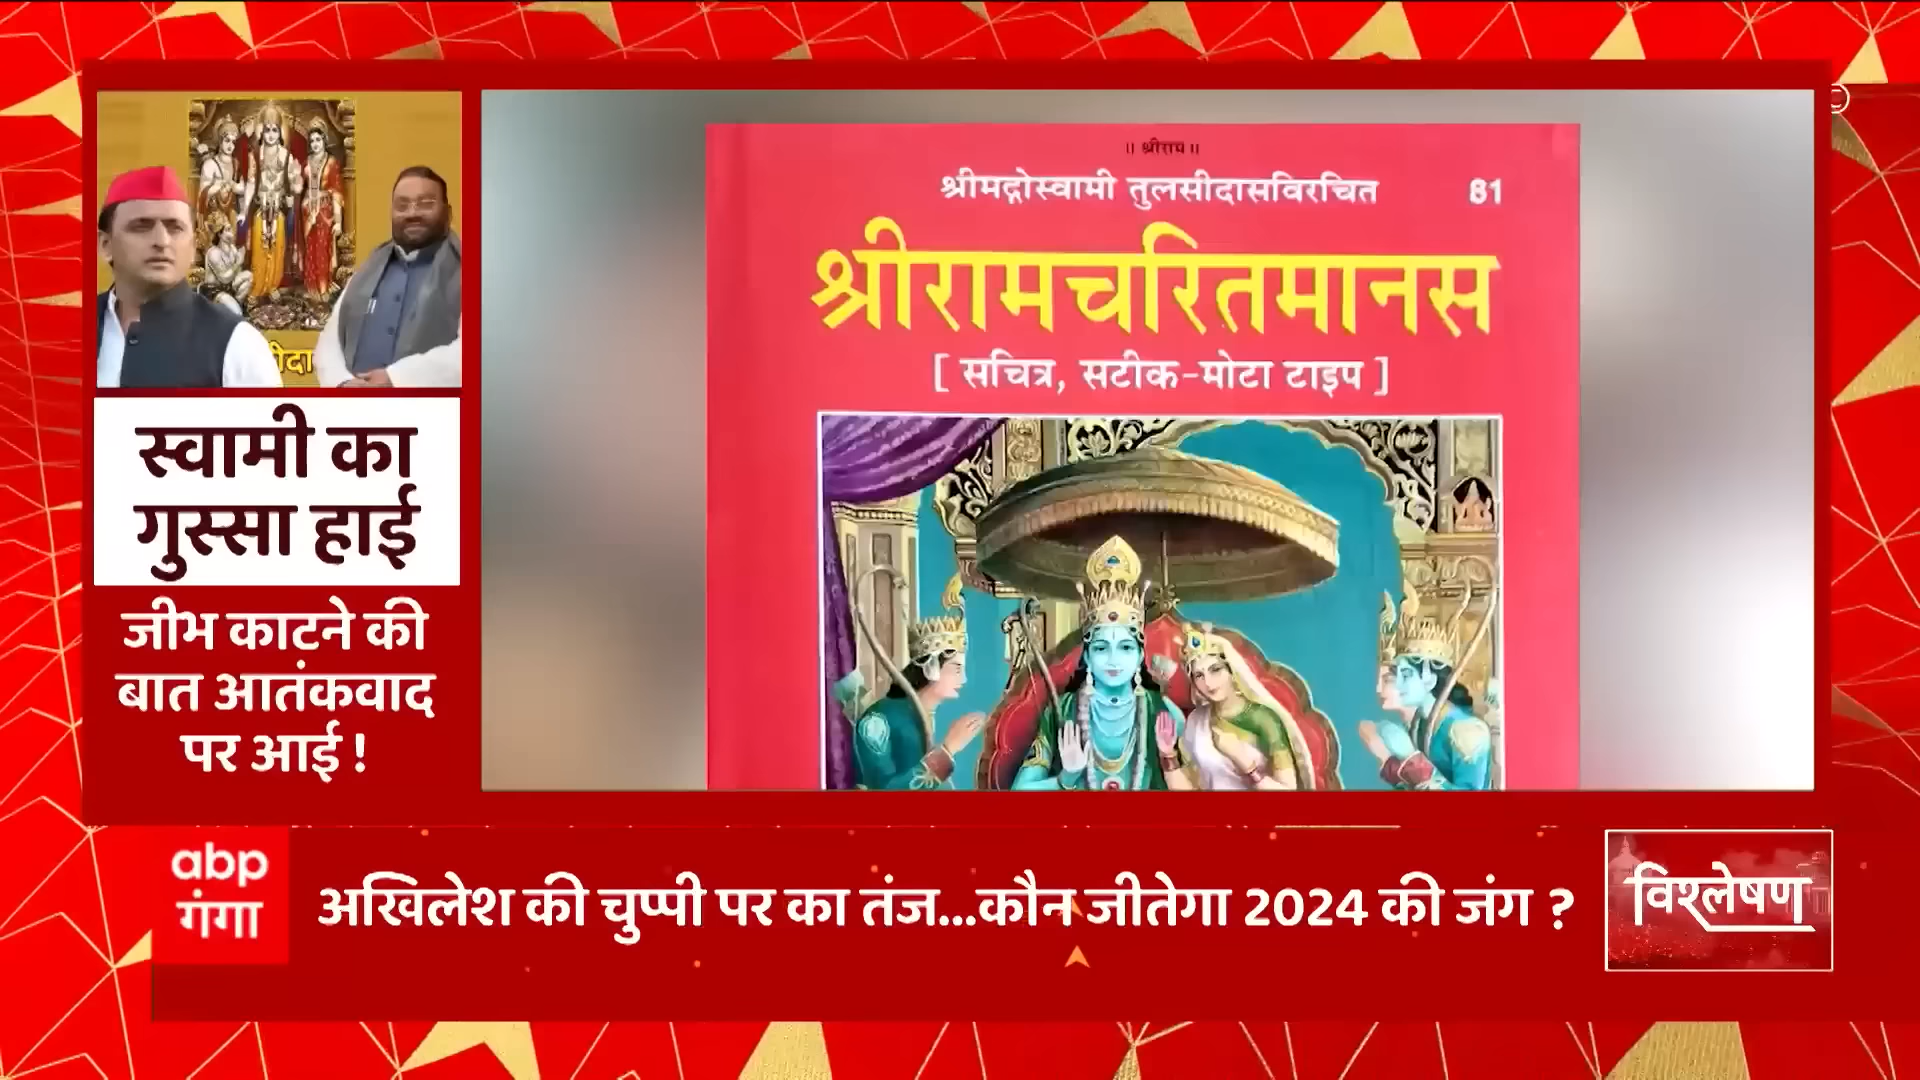 ॥ श्रीराम ॥
श्रीमद्गोस्वामी तुलसीदासविरचित 81
श्रीरामचरितमानस
[ सचित्र, सटीक-मोटा टाइप ]
स्वामी का
गुस्सा हाई
जीभ काटने की
बात आतंकवाद
पर आई !
abp
गंगा
अखिलेश की चुप्पी पर का तंज...कौन जीतेगा 2024 की जंग ?
विश्लेषण